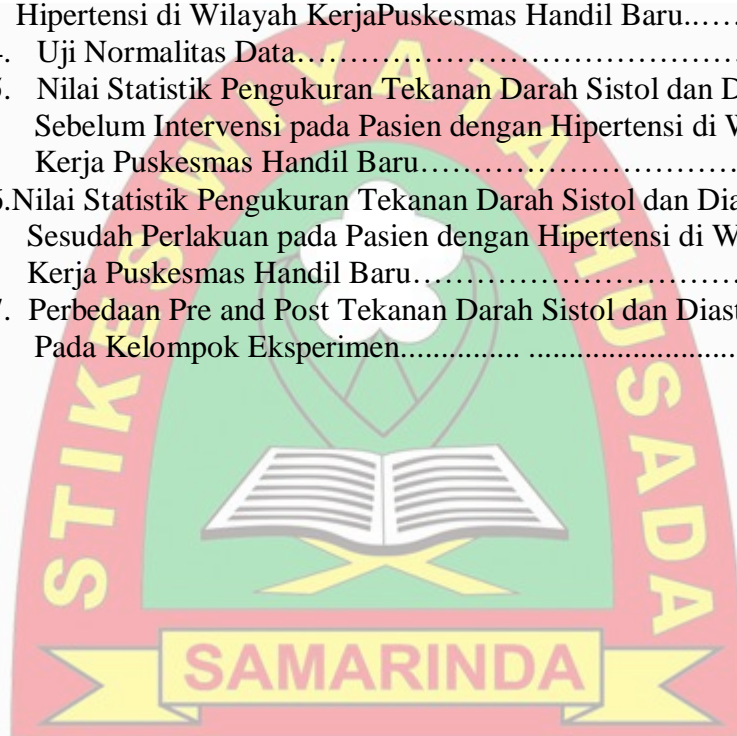 Hipertensi di Wilayah KerjaPuskesmas Handil Baru..……
. Uji Normalitas Data……………………………………
. Nilai Statistik Pengukuran Tekanan Darah Sistol dan D
Sebelum Intervensi pada Pasien dengan Hipertensi di W
Kerja Puskesmas Handil Baru…………………………
.Nilai Statistik Pengukuran Tekanan Darah Sistol dan Dia
Sesudah Perlakuan pada Pasien dengan Hipertensi di W
Kerja Puskesmas Handil Baru…………………………
7. Perbedaan Pre and Post Tekanan Darah Sistol dan Diast
Pada Kelompok Eksperimen............... ..........................
STIKES WIYATA HUSADA
SAMARINDA